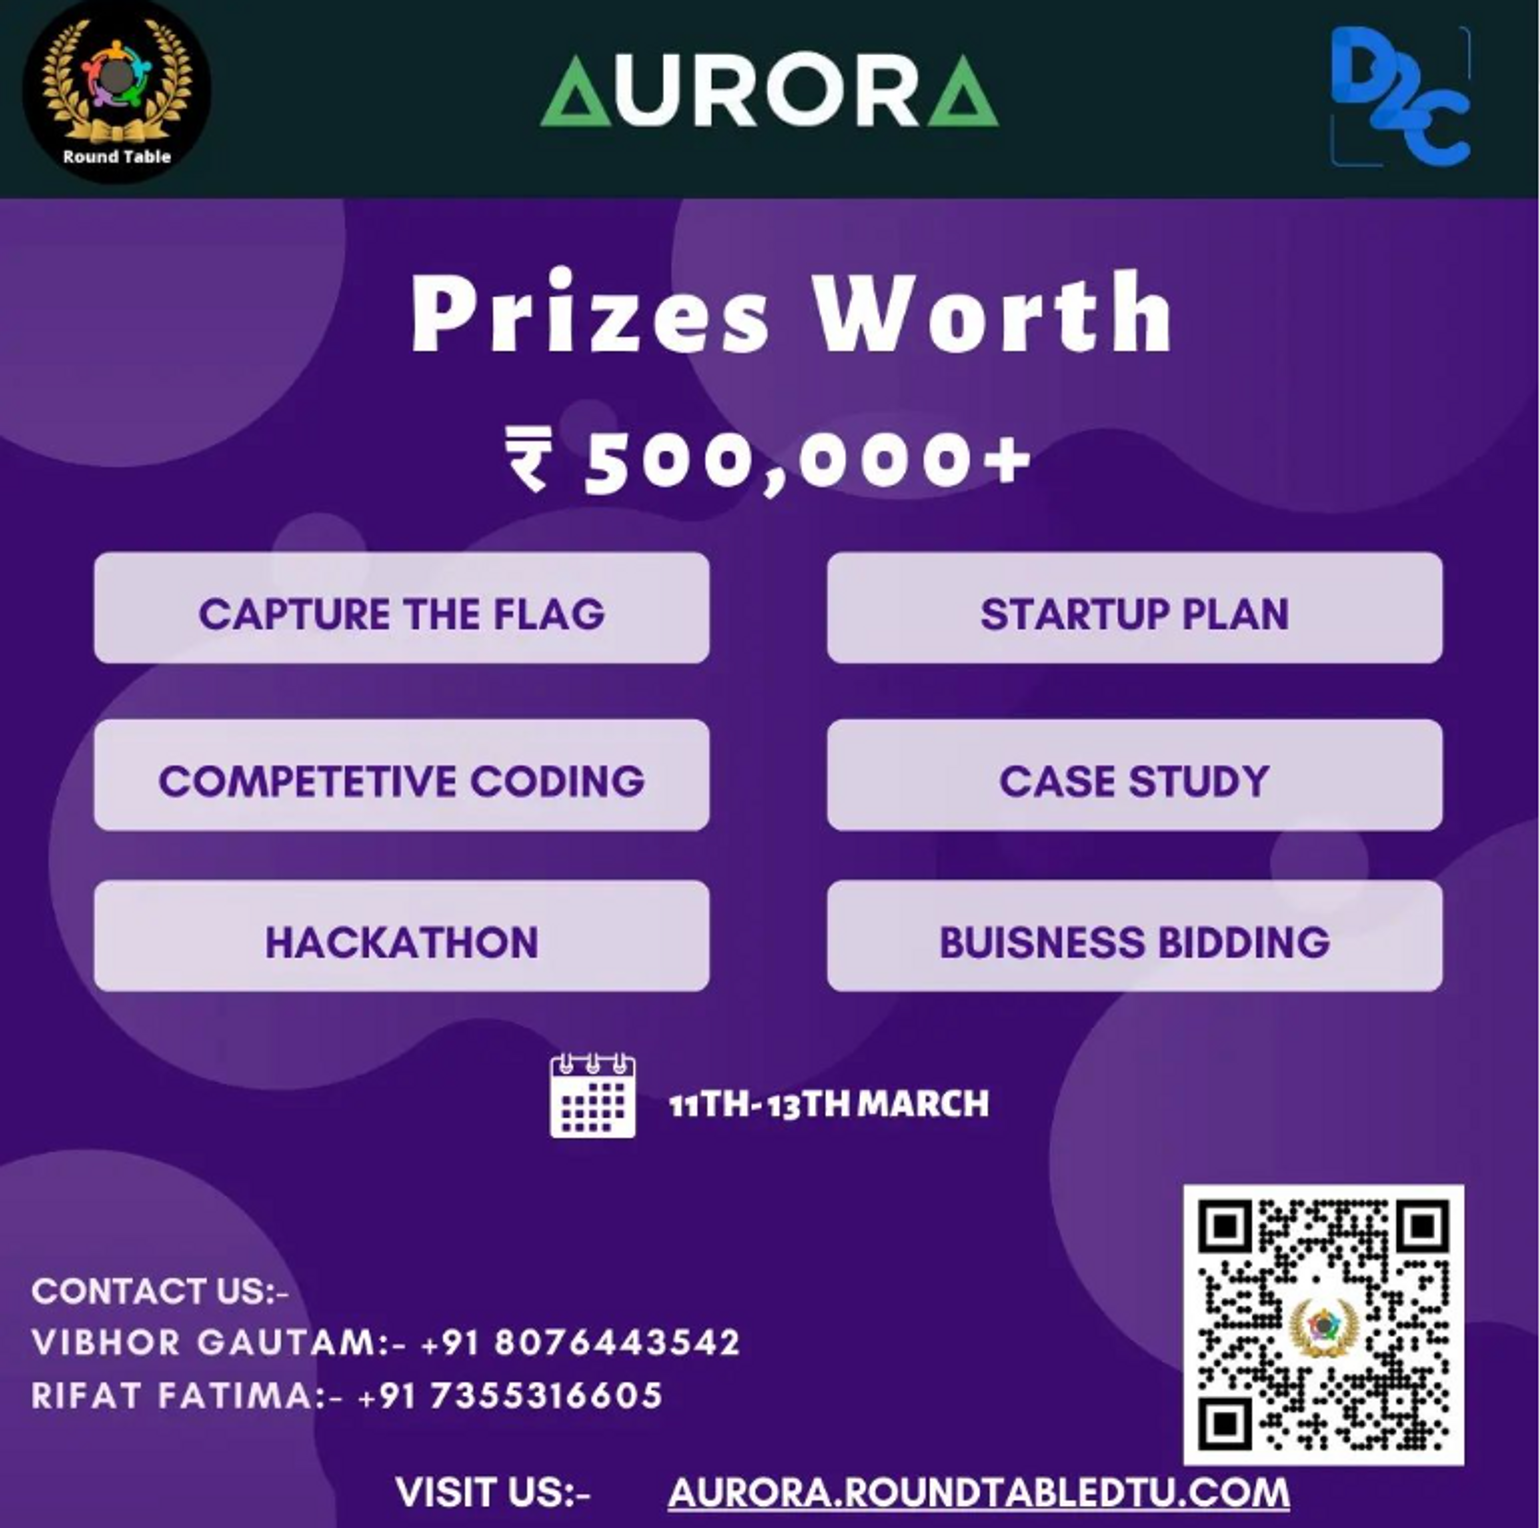 Round Table
AURORA
D2C
Prizes Worth
₹ 500,000+
CAPTURE THE FLAG
STARTUP PLAN
COMPETETIVE CODING
CASE STUDY
HACKATHON
BUISNESS BIDDING
11TH-13TH MARCH
CONTACT US:-
VIBHOR GAUTAM:- +91 8076443542
RIFAT FATIMA:- +91 7355316605
VISIT US:- AURORA.ROUNDTABLEDTU.COM